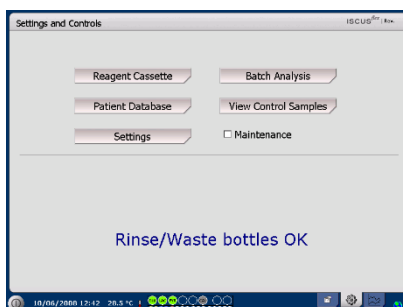 Settings and Controls
ISCUSflex
Reagent Cassette
Batch Analysis
Patient Database
View Control Samples
Settings
Maintenance
Rinse/Waste bottles OK
10/06/2008 12:42 28.5 °C